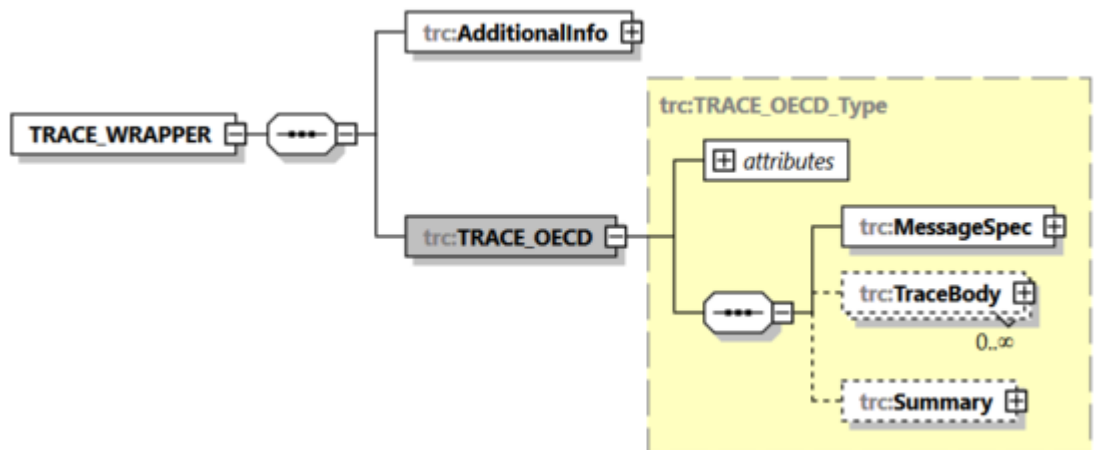 trc:AdditionalInfo
trc:TRACE_OECD_Type
TRACE_WRAPPER
attributes
trc:MessageSpec
trc:TRACE_OECD
trc:TraceBody
0..∞
trc:Summary